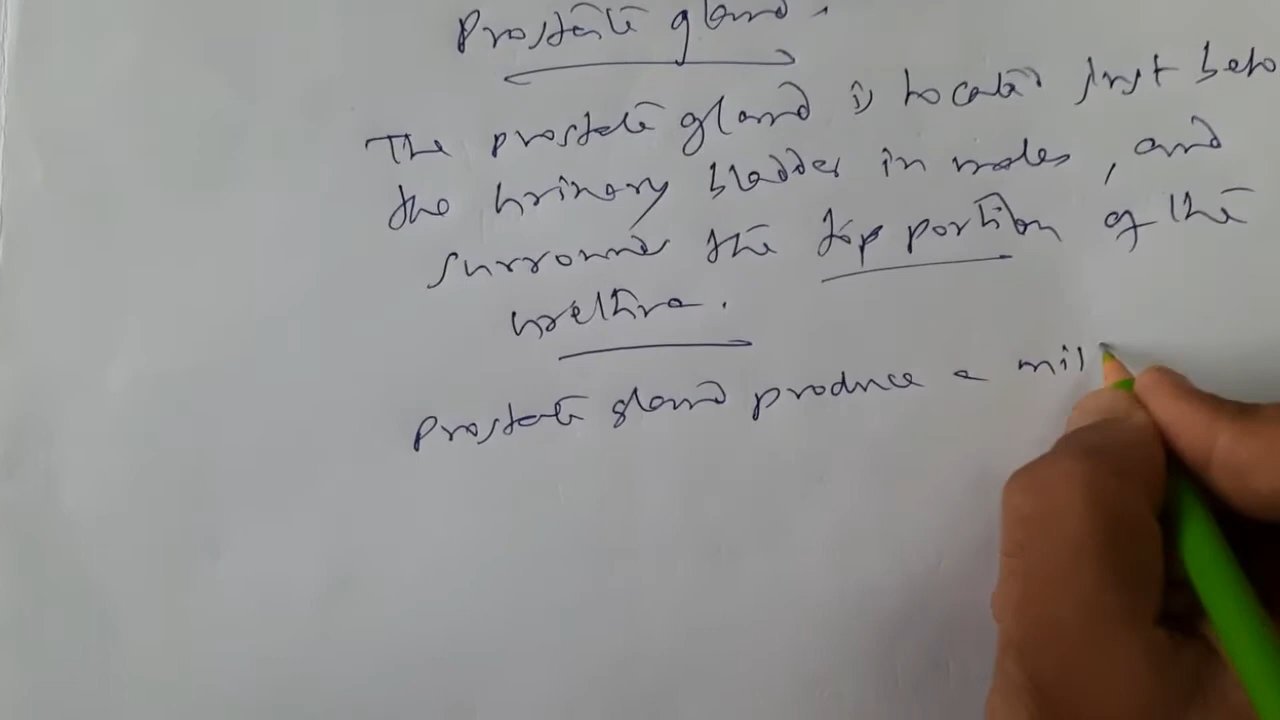 Prostate gland.
The prostate gland is located just belo
the urinary bladder in males, and
surrounds the top portion of the
urethra.
Prostate gland produce a mil